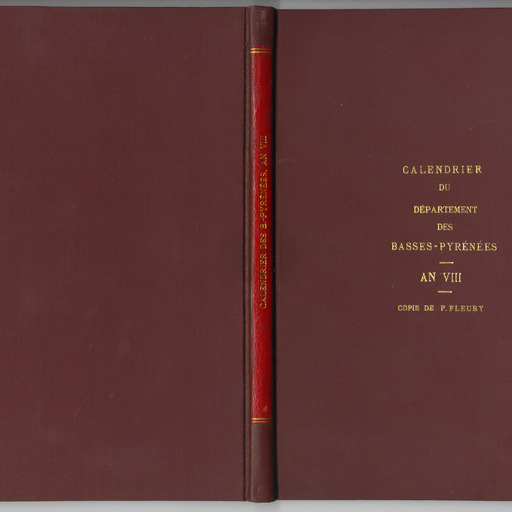 CALENDRIER DES B.-PYRÉNÉES, AN VIII
CALENDRIER
DU
DÉPARTEMENT
DES
BASSES-PYRÉNÉES
AN VIII
COPIE DE P. FLEURY